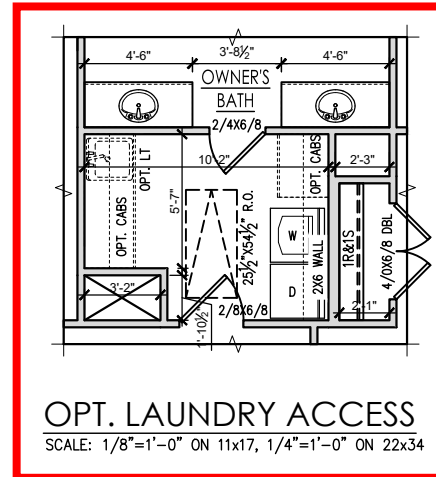 4'-6" 3'-8½" 4'-6"
OWNER'S
BATH
2/4X6/8
10'-2"
2'-3"
OPT. LT
OPT. CABS
OPT. CABS
5'-7"
25½"X54½" R.O.
W
D
2X6 WALL
1R&1S
4/0X6/8 DBL
3'-2"
2/8X6/8
2'-1"
1'-10½"
OPT. LAUNDRY ACCESS
SCALE: 1/8"=1'-0" ON 11x17, 1/4"=1'-0" ON 22x34